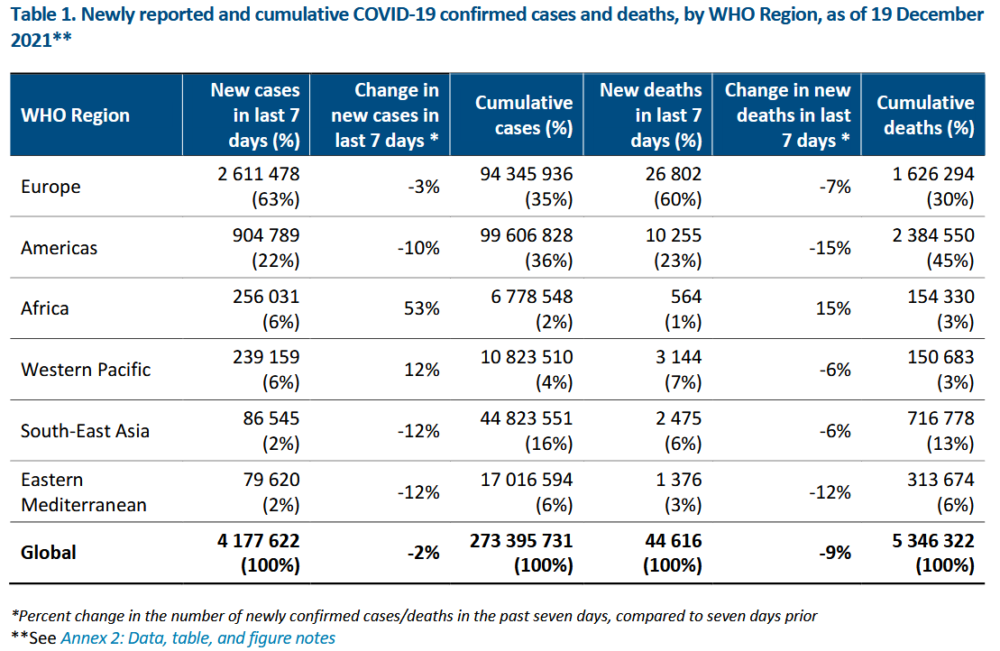 Table 1. Newly reported and cumulative COVID-19 confirmed cases and deaths, by WHO Region, as of 19 December
2021**
WHO Region
New cases
in last 7
days (%)
Change in
new cases in
last 7 days *
Cumulative
cases (%)
New deaths
in last 7
days (%)
Change in new
deaths in last
7 days *
Cumulative
deaths (%)
Europe
2 611 478
(63%)
-3%
94 345 936
(35%)
26 802
(60%)
-7%
1 626 294
(30%)
Americas
904 789
(22%)
-10%
99 606 828
(36%)
10 255
(23%)
-15%
2 384 550
(45%)
Africa
256 031
(6%)
53%
6 778 548
(2%)
564
(1%)
15%
154 330
(3%)
Western Pacific
239 159
(6%)
12%
10 823 510
(4%)
3 144
(7%)
-6%
150 683
(3%)
South-East Asia
86 545
(2%)
-12%
44 823 551
(16%)
2 475
(6%)
-6%
716 778
(13%)
Eastern
Mediterranean
79 620
(2%)
-12%
17 016 594
(6%)
1 376
(3%)
-12%
313 674
(6%)
Global
4 177 622
(100%)
-2%
273 395 731
(100%)
44 616
(100%)
-9%
5 346 322
(100%)
*Percent change in the number of newly confirmed cases/deaths in the past seven days, compared to seven days prior
**See Annex 2: Data, table, and figure notes